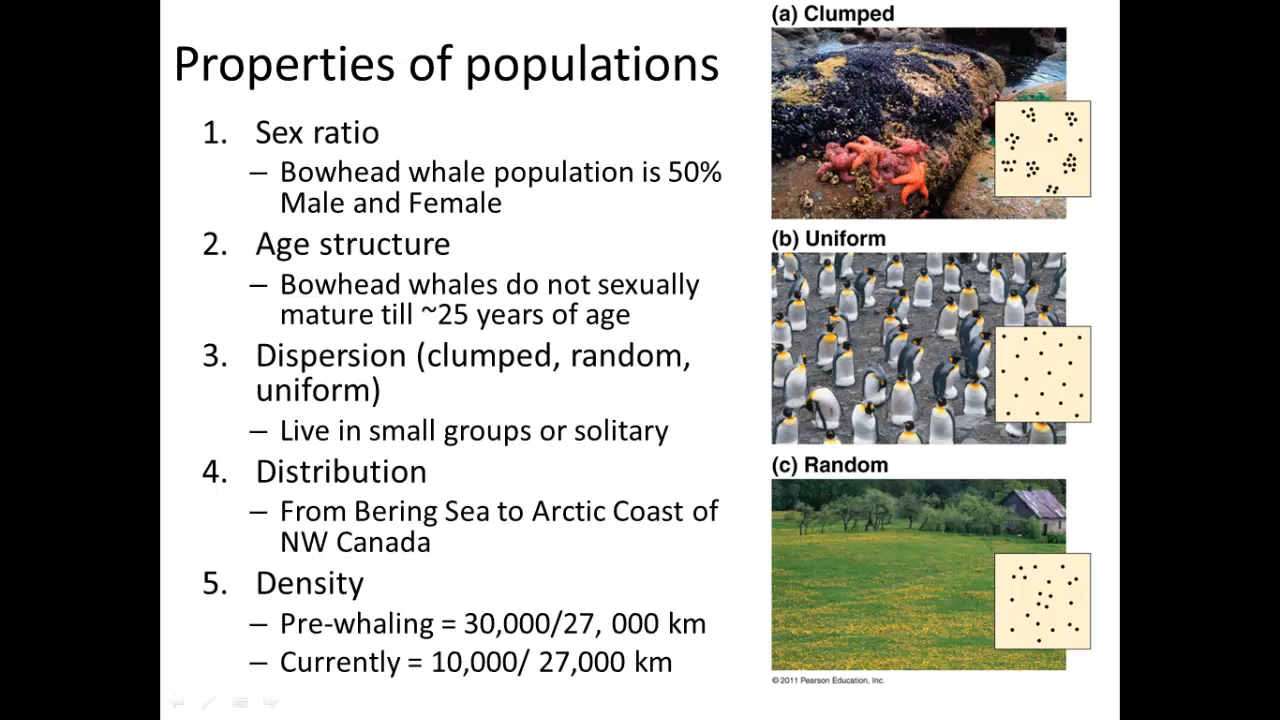 Properties of populations
1. Sex ratio
– Bowhead whale population is 50%
Male and Female
2. Age structure
– Bowhead whales do not sexually
mature till ~25 years of age
3. Dispersion (clumped, random,
uniform)
– Live in small groups or solitary
4. Distribution
– From Bering Sea to Arctic Coast of
NW Canada
5. Density
– Pre-whaling = 30,000/27, 000 km
– Currently = 10,000/ 27,000 km
(a) Clumped
(b) Uniform
(c) Random
© 2011 Pearson Education, Inc.